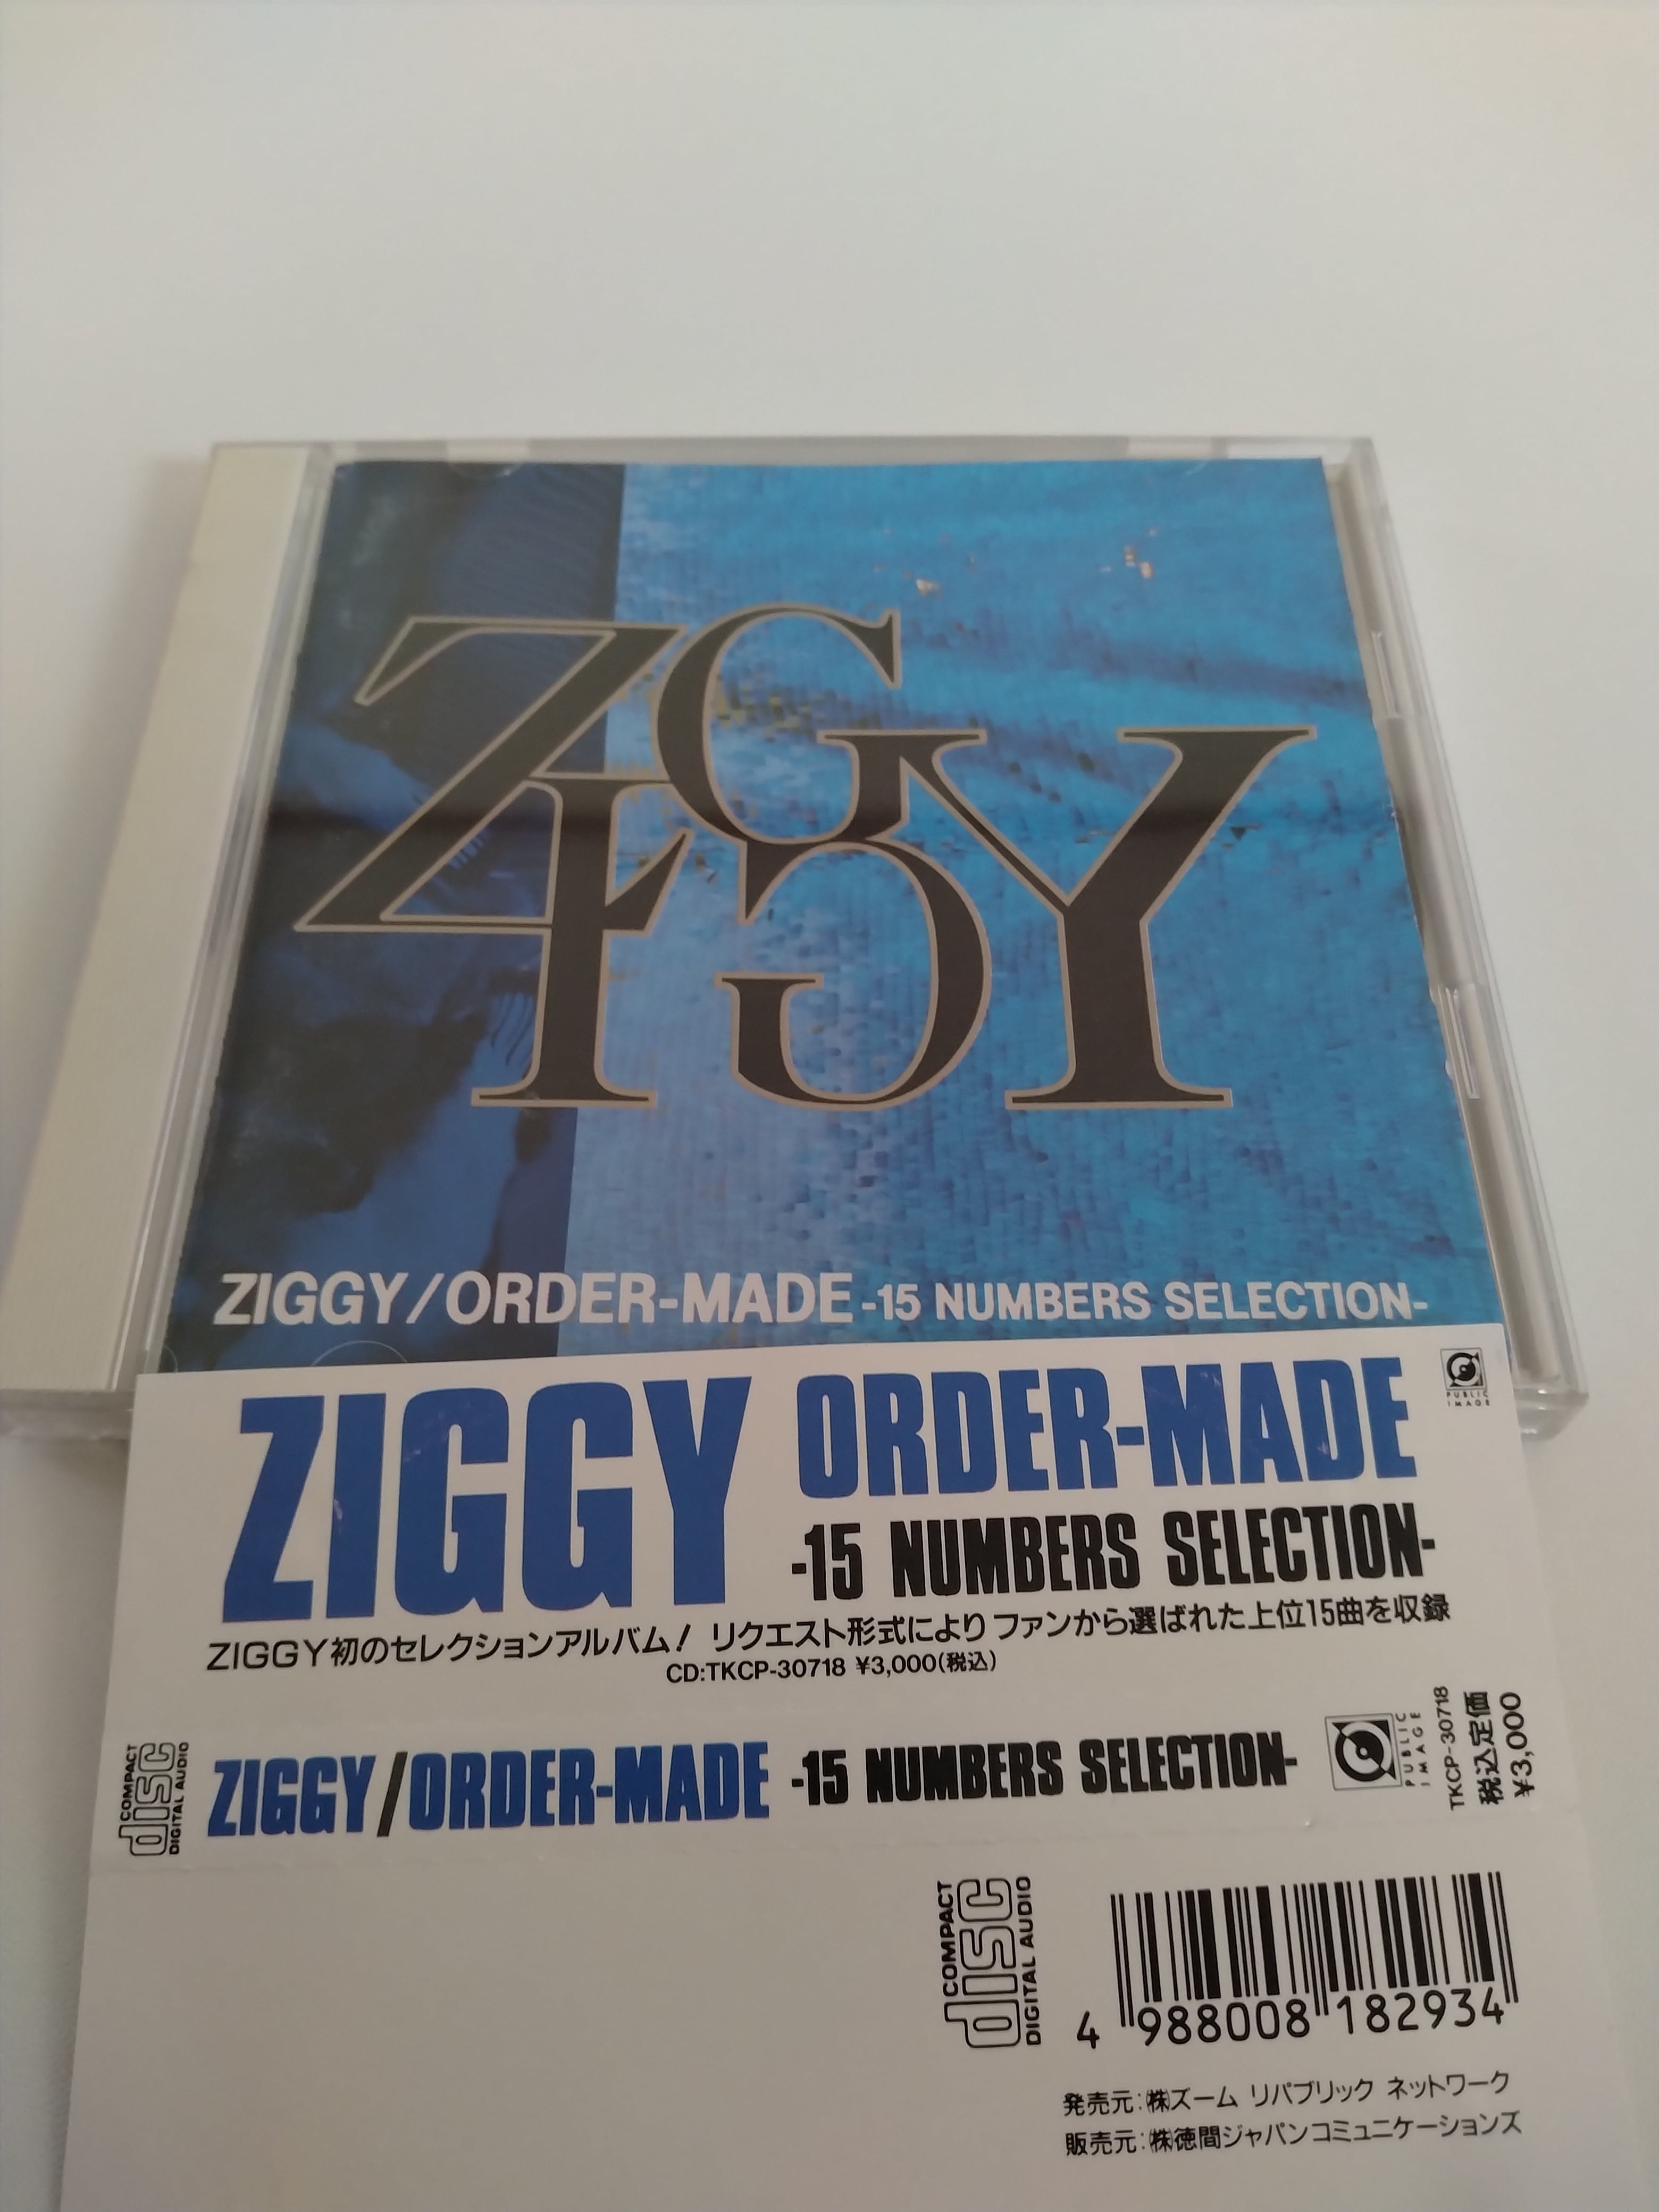 ZIGGY
ZIGGY/ORDER-MADE -15 NUMBERS SELECTION-
ZIGGY ORDER-MADE
-15 NUMBERS SELECTION-
PUBLIC
IMAGE
ZIGGY初のセレクションアルバム! リクエスト形式によりファンから選ばれた上位15曲を収録
CD:TKCP-30718 ¥3,000(税込)
COMPACT
disc
DIGITAL AUDIO
ZIGGY/ORDER-MADE -15 NUMBERS SELECTION-
PUBLIC
IMAGE
TKCP-30718
税込定価
¥3,000
COMPACT
disc
DIGITAL AUDIO
4 988008 182934
発売元:㈱ズーム リパブリック ネットワーク
販売元:㈱徳間ジャパンコミュニケーションズ